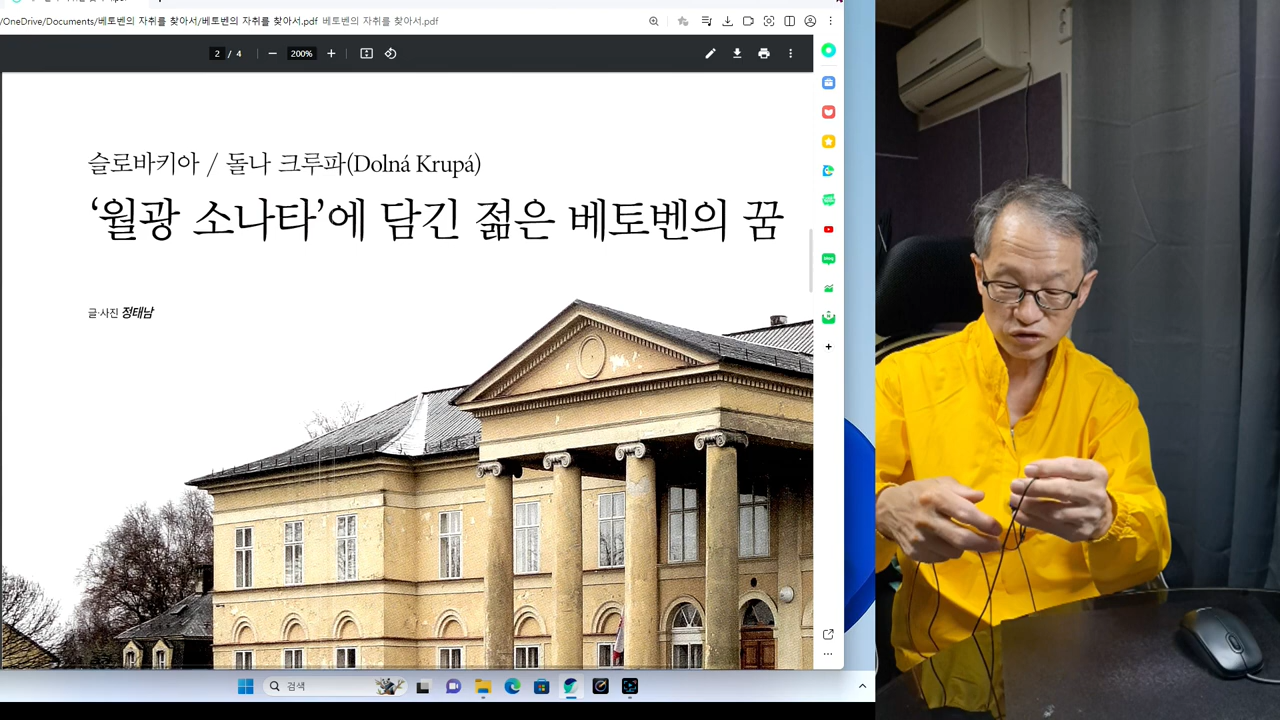 /OneDrive/Documents/베토벤의 자취를 찾아서/베토벤의 자취를 찾아서.pdf 베토벤의 자취를 찾아서.pdf
2 / 4
200%
슬로바키아 / 돌나 크루파(Dolná Krupá)
‘월광 소나타’에 담긴 젊은 베토벤의 꿈
글·사진 정태남
검색